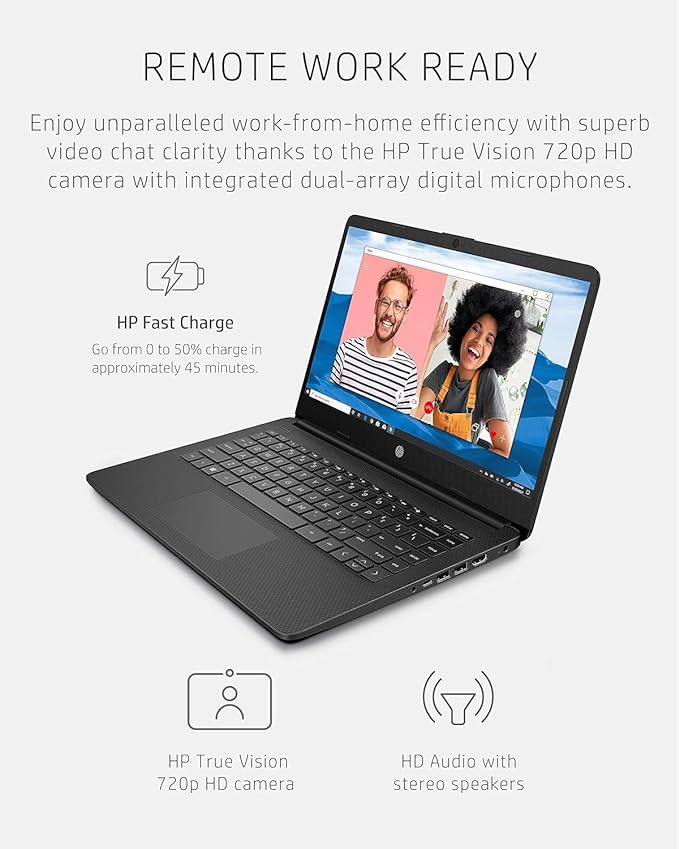 REMOTE WORK READY
Enjoy unparalleled work-from-home efficiency with superb
video chat clarity thanks to the HP True Vision 720p HD
camera with integrated dual-array digital microphones.
HP Fast Charge
Go from 0 to 50% charge in
approximately 45 minutes.
hp
HP True Vision
720p HD camera
HD Audio with
stereo speakers